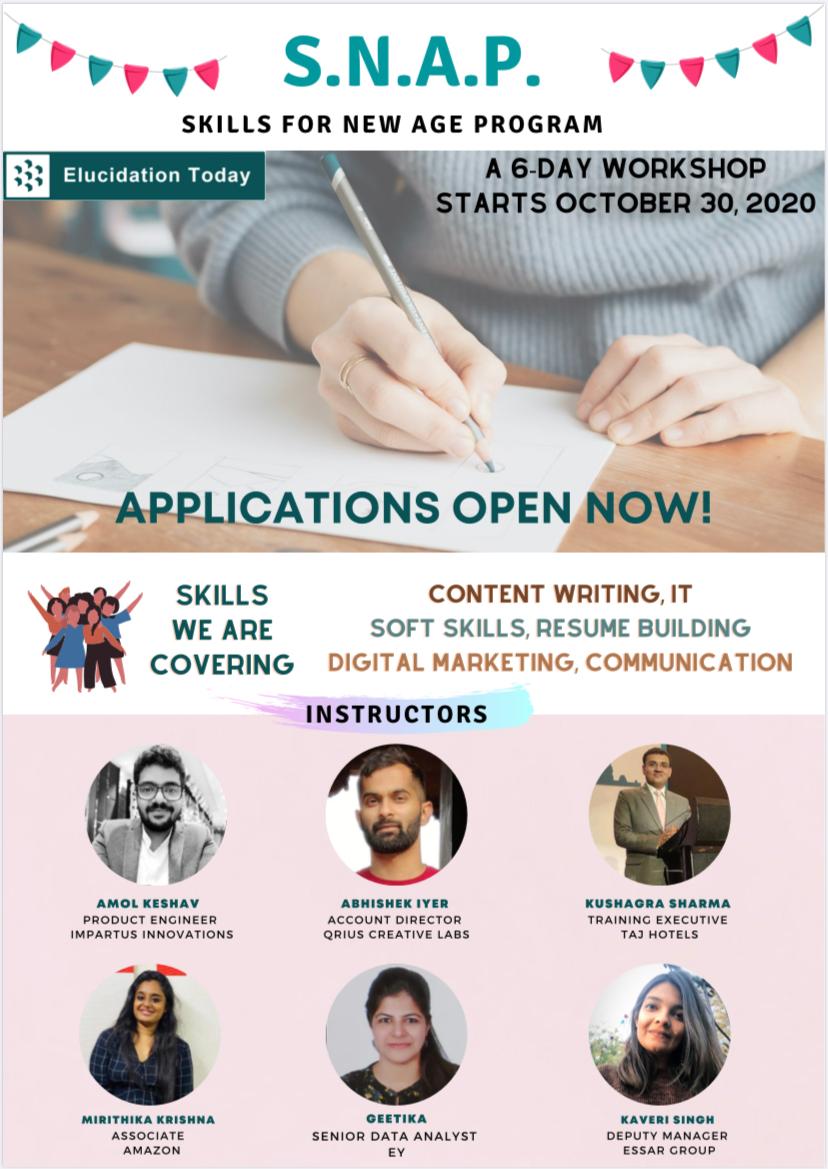 S.N.A.P.
SKILLS FOR NEW AGE PROGRAM
Elucidation Today
A 6-DAY WORKSHOP
STARTS OCTOBER 30, 2020
APPLICATIONS OPEN NOW!
SKILLS
WE ARE
COVERING
CONTENT WRITING, IT
SOFT SKILLS, RESUME BUILDING
DIGITAL MARKETING, COMMUNICATION
INSTRUCTORS
AMOL KESHAV
PRODUCT ENGINEER
IMPARTUS INNOVATIONS
ABHISHEK IYER
ACCOUNT DIRECTOR
QRIUS CREATIVE LABS
KUSHAGRA SHARMA
TRAINING EXECUTIVE
TAJ HOTELS
MIRITHIKA KRISHNA
ASSOCIATE
AMAZON
GEETIKA
SENIOR DATA ANALYST
EY
KAVERI SINGH
DEPUTY MANAGER
ESSAR GROUP